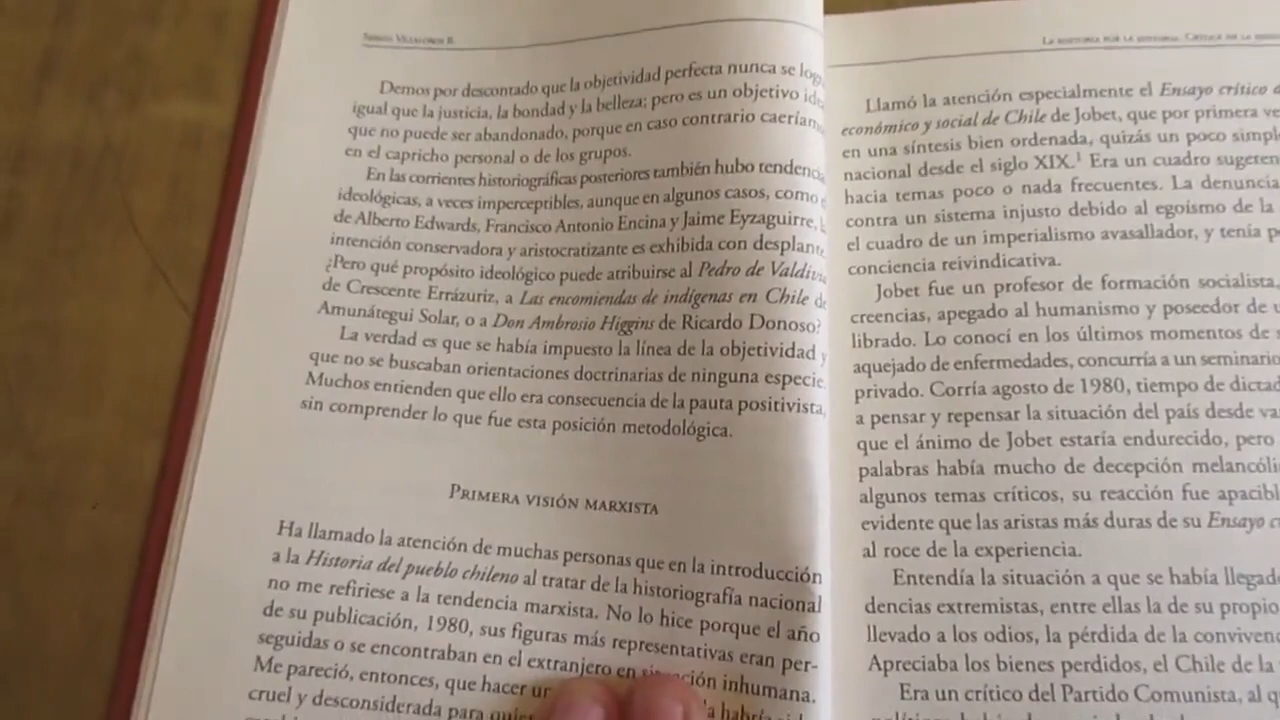 Sergio Villalobos R.
Demos por descontado que la objetividad perfecta nunca se
igual que la justicia, la bondad y la belleza; pero es un objetivo
que no puede ser abandonado, porque en caso contrario
en el capricho personal o de los grupos.
En las corrientes historiográficas posteriores también hubo
ideológicas, a veces imperceptibles, aunque en algunos casos, como
de Alberto Edwards, Francisco Antonio Encina y Jaime Eyzaguirre,
intención conservadora y aristocratizante es exhibida con
¿Pero qué propósito ideológico puede atribuirse al Pedro de
de Crescente Errázuriz, a Las encomiendas de indígenas en Chile de
Amunátegui Solar, o a Don Ambrosio Higgins de Ricardo Donoso?
La verdad es que se había impuesto la línea de la objetividad y
que no se buscaban orientaciones doctrinarias de ninguna especie.
Muchos entienden que ello era consecuencia de la pauta positivista,
sin comprender lo que fue esta posición metodológica.
Primera visión marxista
Ha llamado la atención de muchas personas que en la introducción
a la Historia del pueblo chileno al tratar de la historiografía nacional
no me refiriese a la tendencia marxista. No lo hice porque el año
de su publicación, 1980, sus figuras más representativas eran per-
seguidas o se encontraban en el extranjero en inhumana.
Me pareció, entonces, que hacer
cruel y desconsiderada para
La historia por la historia. Crítica de la
Llamó la atención especialmente el Ensayo crítico
económico y social de Chile de Jobet, que por primera
en una síntesis bien ordenada, quizás un poco
nacional desde el siglo XIX.¹ Era un cuadro
hacia temas poco o nada frecuentes. La denuncia
contra un sistema injusto debido al egoísmo de la
el cuadro de un imperialismo avasallador, y tenía
conciencia reivindicativa.
Jobet fue un profesor de formación socialista,
creencias, apegado al humanismo y poseedor de
librado. Lo conocí en los últimos momentos de
aquejado de enfermedades, concurría a un seminario
privado. Corría agosto de 1980, tiempo de
a pensar y repensar la situación del país desde
que el ánimo de Jobet estaría endurecido, pero
palabras había mucho de decepción
algunos temas críticos, su reacción fue
evidente que las aristas más duras de su Ensayo
al roce de la experiencia.
Entendía la situación a que se había
dencias extremistas, entre ellas la de su propio
llevado a los odios, la pérdida de la
Apreciaba los bienes perdidos, el Chile de la
Era un crítico del Partido Comunista, al